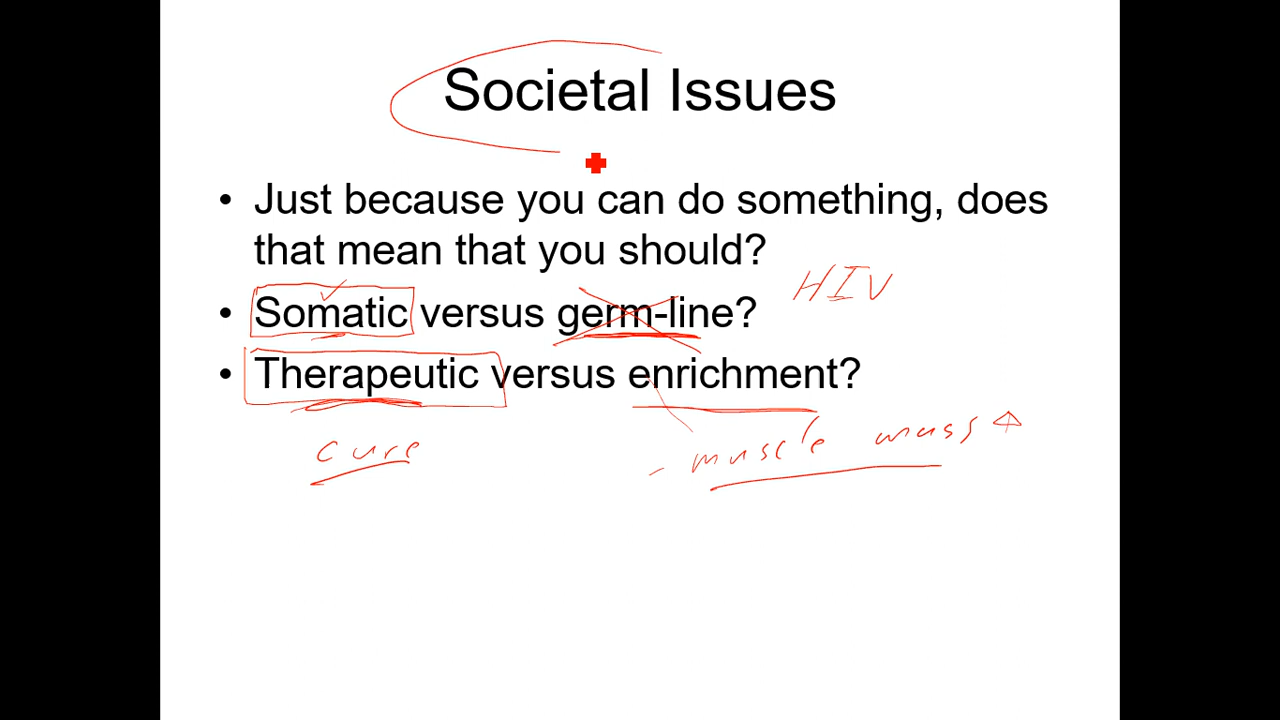 Societal Issues
• Just because you can do something, does
that mean that you should?
HIV
• Somatic versus germ-line?
• Therapeutic versus enrichment?
cure
- muscle mass ↑